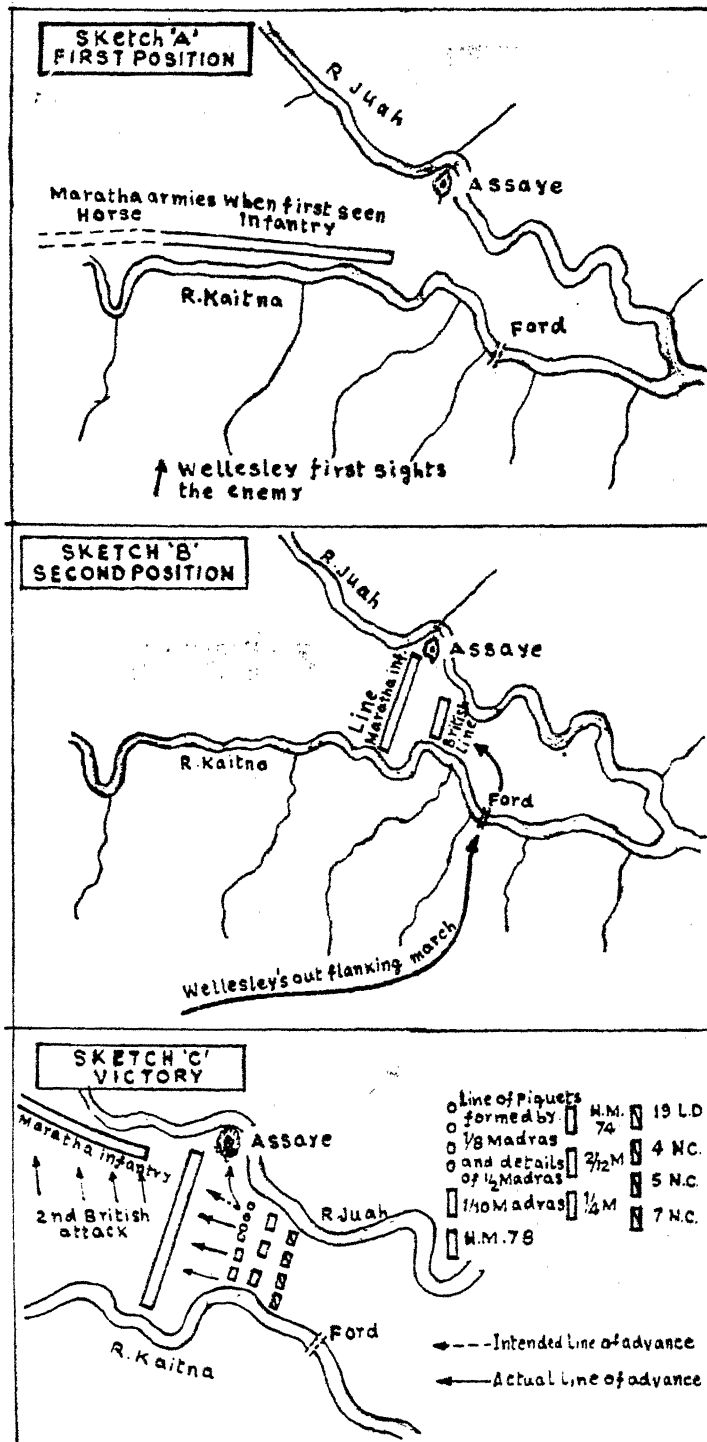 SKEtCH 'A'
FIRST POSITION
R. Juah
ASSAYE
Maratha armies when first seen
Horse Infantry
R.Kaitna
Ford
Wellesley first sights
the enemy
SKETCH 'B'
SECOND POSITION
R.Juah
ASSAYE
Line
Maratha inf.
British
Line
R.Kaitna
Ford
Wellesley's out flanking march
SKETCH 'C'
VICTORY
Maratha infantry
ASSAYE
2nd British
attack
R.Juah
R.Kaitna
Ford
Line of Piquets
formed by
1/8 Madras
and details
of 1/2 Madras
1/10 Madras
H.M.78
H.M.
74
2/12 M
1/4 M
19 L.D
4 N.C.
5 N.C.
7 N.C.
Intended Line of advance
Actual Line of advance